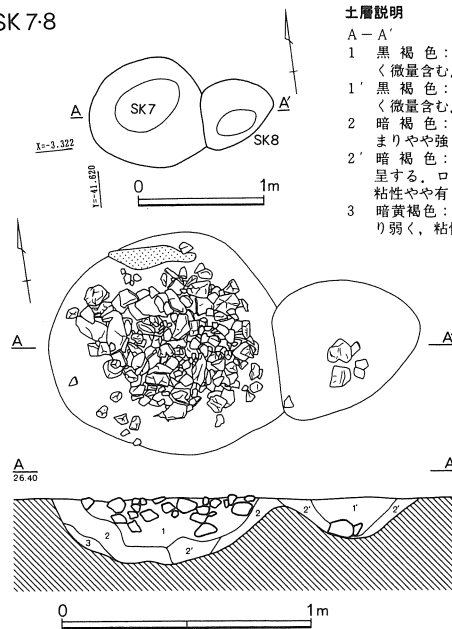 SK 7・8
土層説明
A－A′
1 黒 褐 色：
く微量含む。
1′ 黒 褐 色：
く微量含む。
2 暗 褐 色：
まりやや強
2′ 暗 褐 色：
呈する．ロ
粘性やや有
3 暗黄褐色：
り弱く，粘性
A
SK7
A′
SK8
X=-3.322
Y=-41.620
0 1m
A
A′
A
26.40
A
3 2 1 2′ 2 2′ 1′ 2′
0 1m